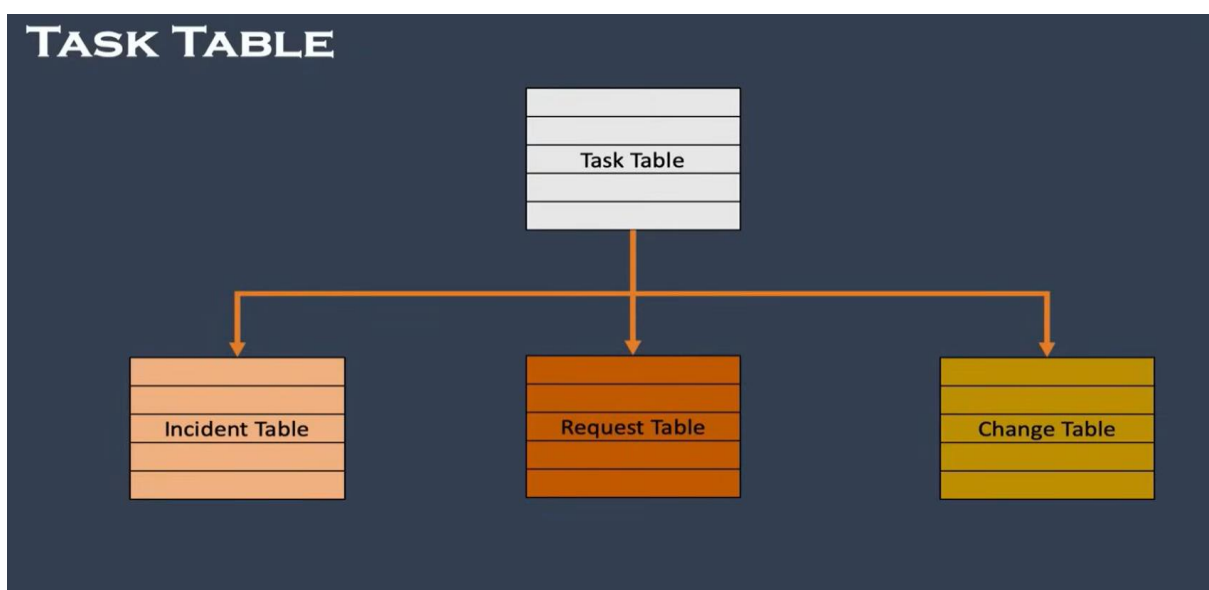 TASK TABLE
Task Table
Incident Table
Request Table
Change Table